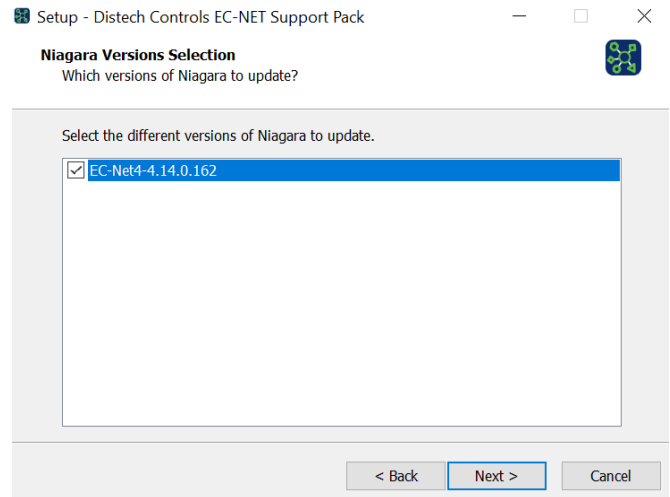 Setup - Distech Controls EC-NET Support Pack
Niagara Versions Selection
Which versions of Niagara to update?
Select the different versions of Niagara to update.
EC-Net4-4.14.0.162
< Back
Next >
Cancel